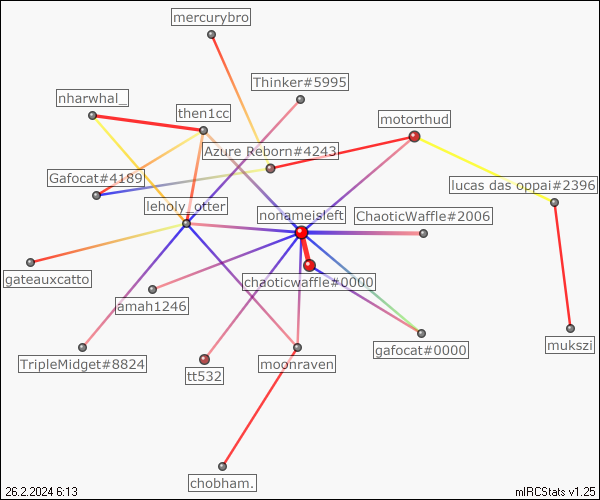 mercurybro
Thinker#5995
nharwhal_
then1cc
motorthud
Azure Reborn#4243
Gafocat#4189
lucas das oppai#2396
leholy_otter
nonameisleft
ChaoticWaffle#2006
gateauxcatto
chaoticwaffle#0000
amah1246
gafocat#0000
mukszi
TripleMidget#8824
moonraven
tt532
chobham.
26.2.2024 6:13
mIRCStats v1.25